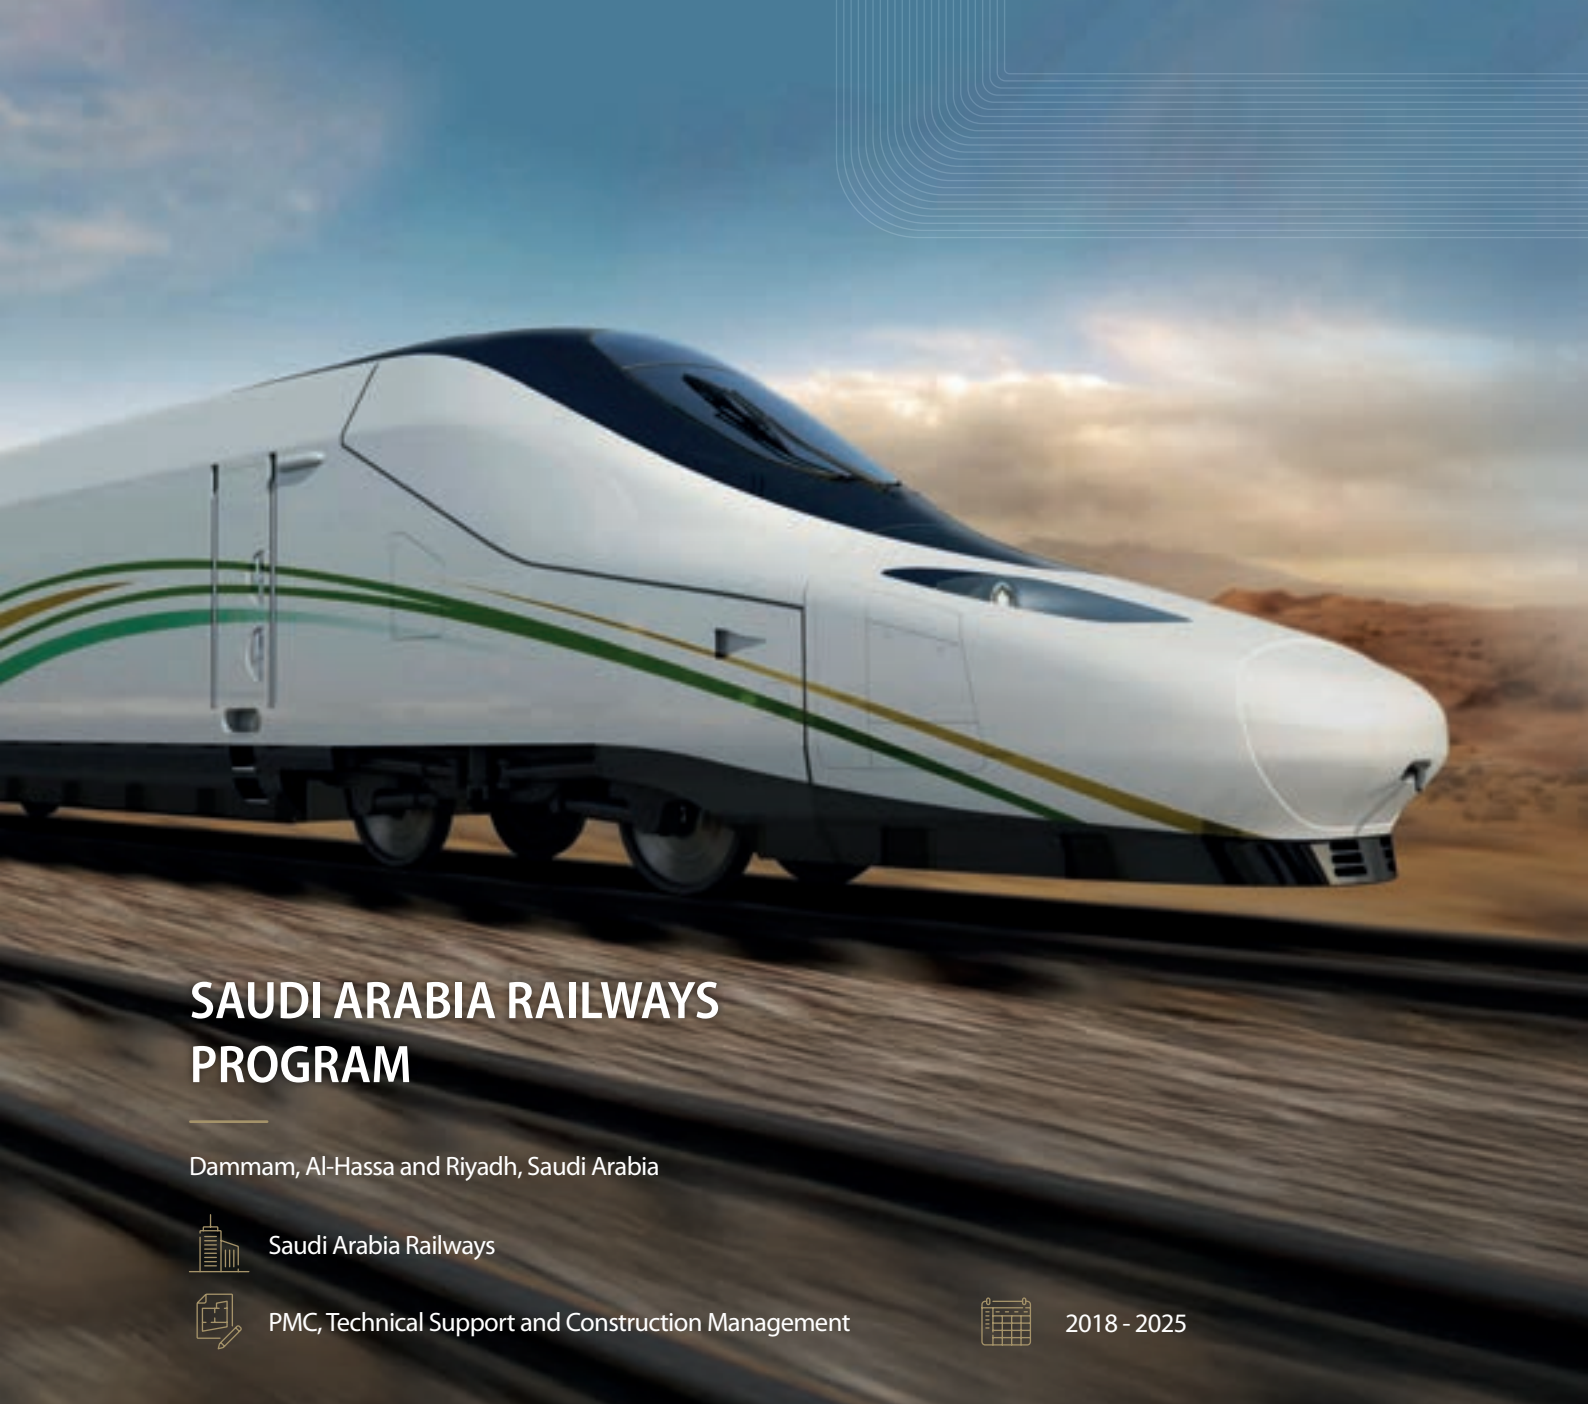 SAUDI ARABIA RAILWAYS
PROGRAM
Dammam, Al-Hassa and Riyadh, Saudi Arabia
Saudi Arabia Railways
PMC, Technical Support and Construction Management
2018 - 2025